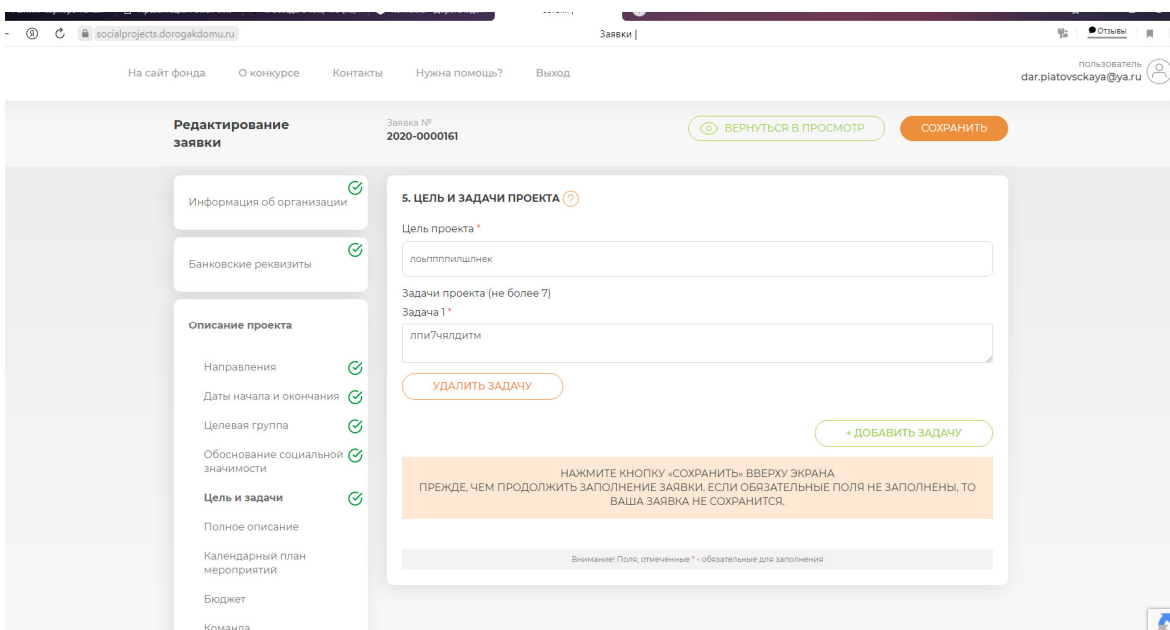 socialprojects.dorogakdomu.ru
Заявки |
Отзывы
На сайт фонда О конкурсе Контакты Нужна помощь? Выход
пользователь
dar.piatovsckaya@ya.ru
Редактирование
заявки
Заявка №
2020-0000161
ВЕРНУТЬСЯ В ПРОСМОТР
СОХРАНИТЬ
Информация об организации
Банковские реквизиты
Описание проекта
Направления
Даты начала и окончания
Целевая группа
Обоснование социальной
значимости
Цель и задачи
Полное описание
Календарный план
мероприятий
Бюджет
Команда
5. ЦЕЛЬ И ЗАДАЧИ ПРОЕКТА ?
Цель проекта *
лоьппппилшлнек
Задачи проекта (не более 7)
Задача 1 *
лпи7чялдитм
УДАЛИТЬ ЗАДАЧУ
+ ДОБАВИТЬ ЗАДАЧУ
НАЖМИТЕ КНОПКУ «СОХРАНИТЬ» ВВЕРХУ ЭКРАНА
ПРЕЖДЕ, ЧЕМ ПРОДОЛЖИТЬ ЗАПОЛНЕНИЕ ЗАЯВКИ. ЕСЛИ ОБЯЗАТЕЛЬНЫЕ ПОЛЯ НЕ ЗАПОЛНЕНЫ, ТО
ВАША ЗАЯВКА НЕ СОХРАНИТСЯ.
Внимание! Поля, отмеченные * - обязательные для заполнения